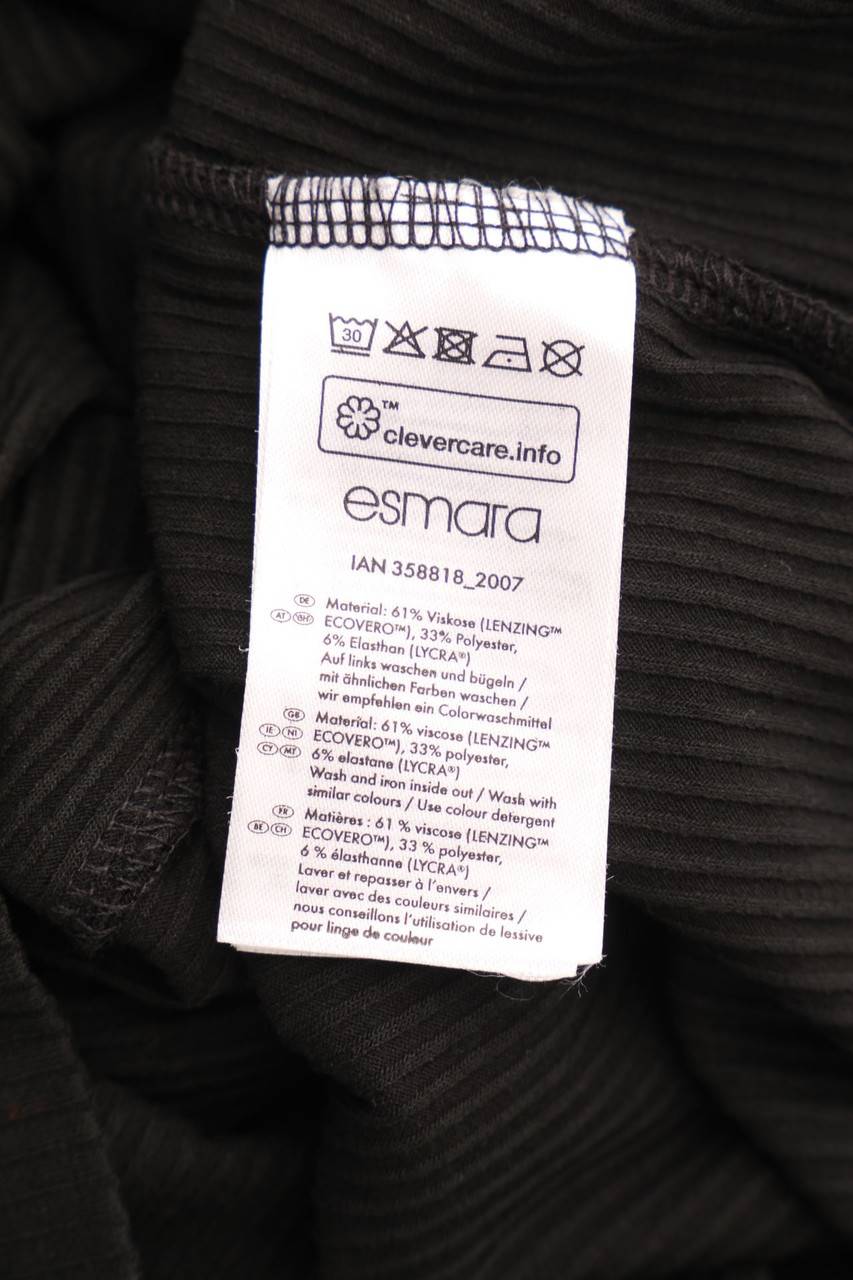 30
™
clevercare.info
esmara
IAN 358818_2007
DE Material: 61% Viskose (LENZING™
AT BH ECOVERO™), 33% Polyester,
6% Elasthan (LYCRA®)
Auf links waschen und bügeln /
mit ähnlichen Farben waschen /
wir empfehlen ein Colorwaschmittel
GB Material: 61% viscose (LENZING™
IE NI ECOVERO™), 33% polyester,
CY MT 6% elastane (LYCRA®)
Wash and iron inside out / Wash with
similar colours / Use colour detergent
FR Matières : 61 % viscose (LENZING™
BE CH ECOVERO™), 33 % polyester,
6 % élasthanne (LYCRA®)
Laver et repasser à l'envers /
laver avec des couleurs similaires /
nous conseillons l'utilisation de lessive
pour linge de couleur